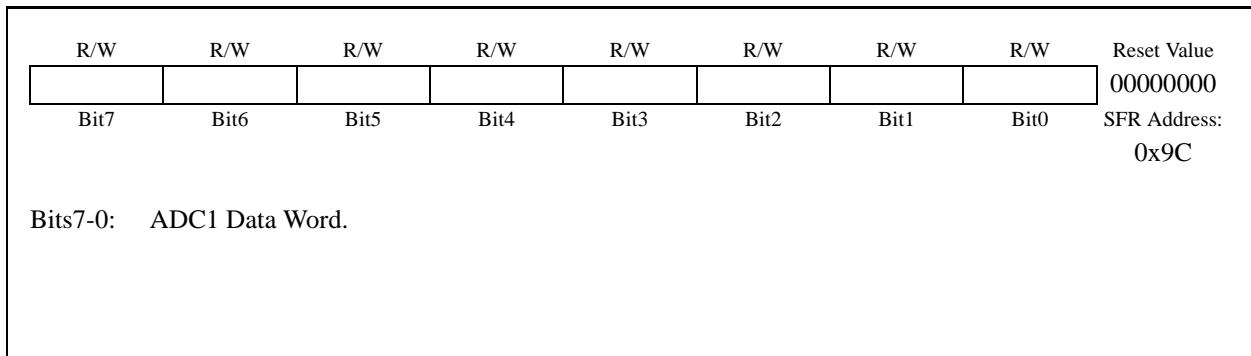 R/W R/W R/W R/W R/W R/W R/W R/W Reset Value
00000000
Bit7 Bit6 Bit5 Bit4 Bit3 Bit2 Bit1 Bit0 SFR Address:
0x9C
Bits7-0: ADC1 Data Word.